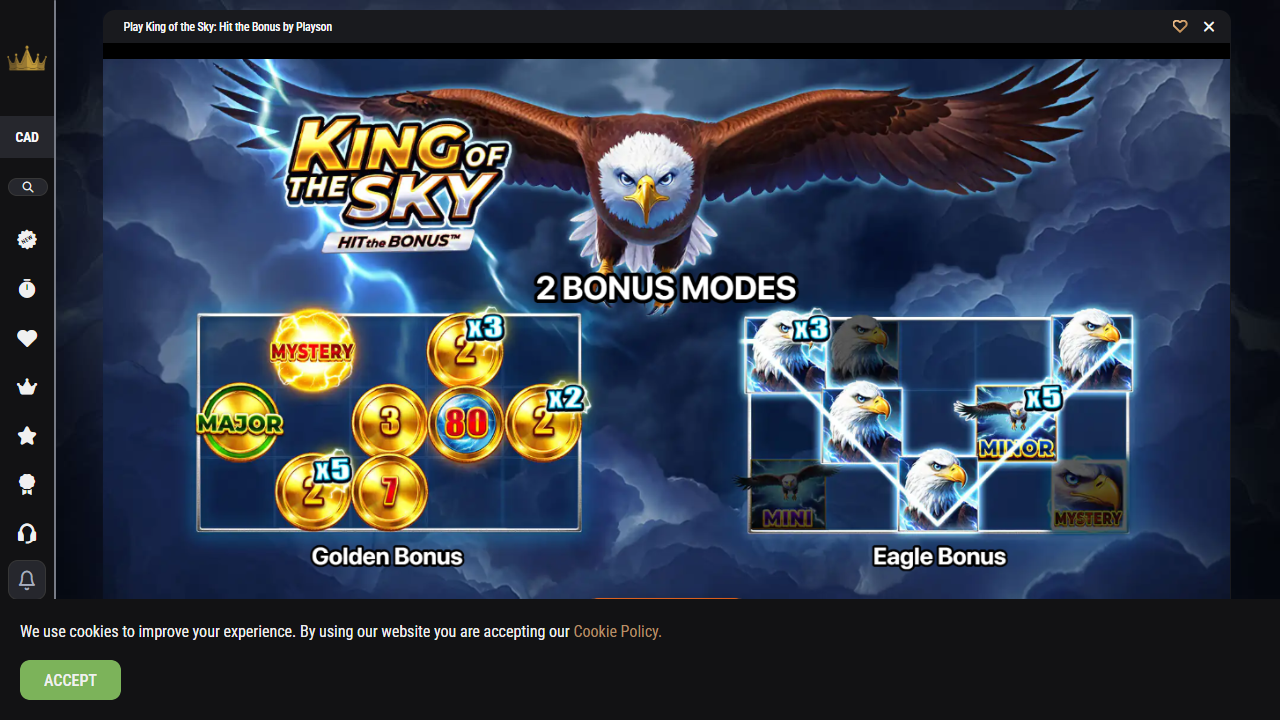 Play King of the Sky: Hit the Bonus by Playson
CAD
NEW
KING OF
THE SKY
HIT the BONUS™
2 BONUS MODES
MYSTERY
x3
2
MAJOR
3
80
x2
2
x5
2
7
Golden Bonus
x3
x5
MINOR
MINI
MYSTERY
Eagle Bonus
We use cookies to improve your experience. By using our website you are accepting our Cookie Policy.
ACCEPT